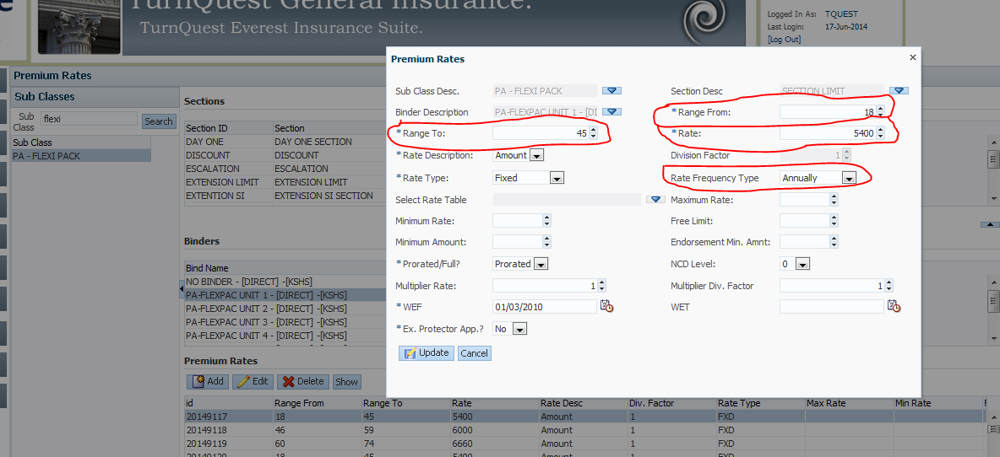 TurnQuest General Insurance.
TurnQuest Everest Insurance Suite.
Logged In As: TQUEST
Last Login: 17-Jun-2014
[Log Out]
Premium Rates
Sub Classes
Sub Class flexi Search
Sub Class
PA - FLEXI PACK
Sections
Section ID Section
DAY ONE DAY ONE SECTION
DISCOUNT DISCOUNT
ESCALATION ESCALATION
EXTENSION LIMIT EXTENSION LIMIT
EXTENTION SI EXTENSION SI SECTION
Binders
Bind Name
NO BINDER - [DIRECT] -[KSHS]
PA-FLEXPAC UNIT 1 - [DIRECT] -[KSHS]
PA-FLEXPAC UNIT 2 - [DIRECT] -[KSHS]
PA-FLEXPAC UNIT 3 - [DIRECT] -[KSHS]
PA-FLEXPAC UNIT 4 - [DIRECT] -[KSHS]
Premium Rates
Sub Class Desc. PA - FLEXI PACK Section Desc SECTION LIMIT
Binder Description PA-FLEXPAC UNIT 1 - [DI * Range From: 18
* Range To: 45 * Rate: 5400
* Rate Description: Amount Division Factor 1
* Rate Type: Fixed Rate Frequency Type Annually
Select Rate Table Maximum Rate:
Minimum Rate: Free Limit:
Minimum Amount: Endorsement Min. Amnt:
* Prorated/Full? Prorated NCD Level: 0
Multiplier Rate: 1 Multiplier Div. Factor 1
* WEF 01/03/2010 WET
* Ex. Protector App.? No
Update Cancel
Premium Rates
Add Edit Delete Show
id Range From Range To Rate Rate Desc Div. Factor Rate Type Max Rate Min Rate
20149117 18 45 5400 Amount 1 FXD
20149118 46 59 6000 Amount 1 FXD
20149119 60 74 6660 Amount 1 FXD
20149120 18 45 5400 Amount 1 FXD